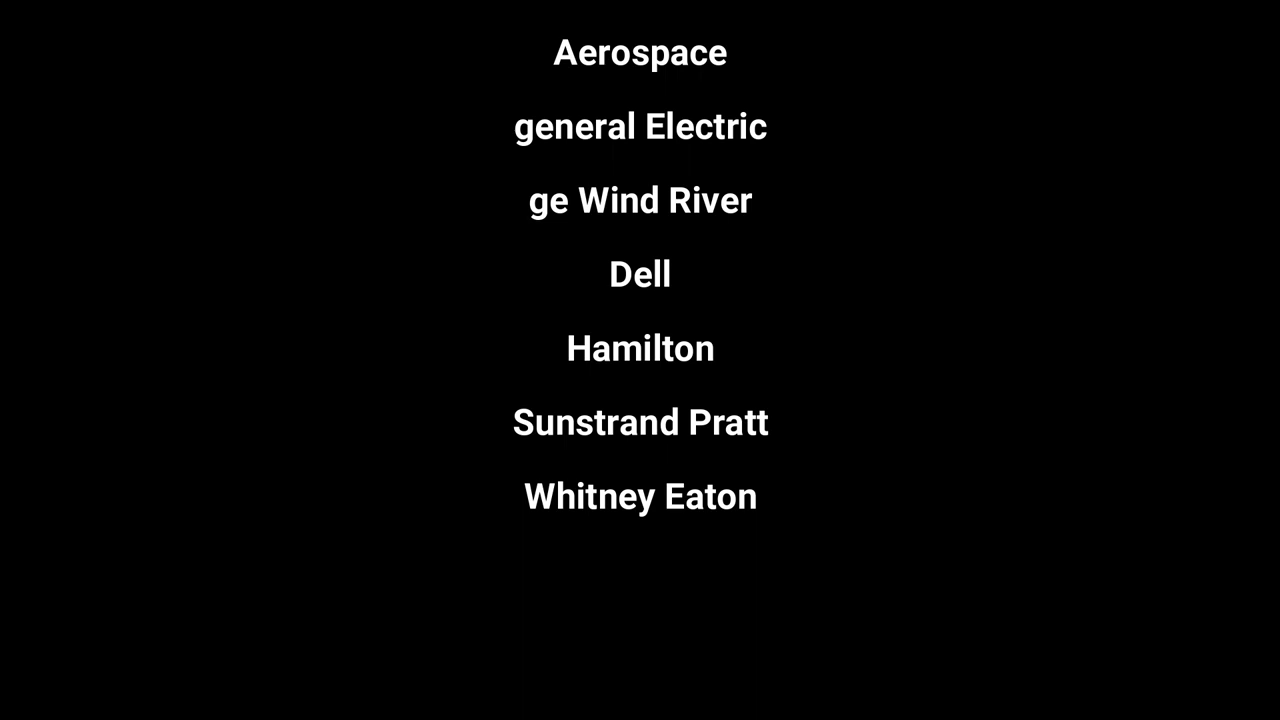 Aerospace
general Electric
ge Wind River
Dell
Hamilton
Sunstrand Pratt
Whitney Eaton